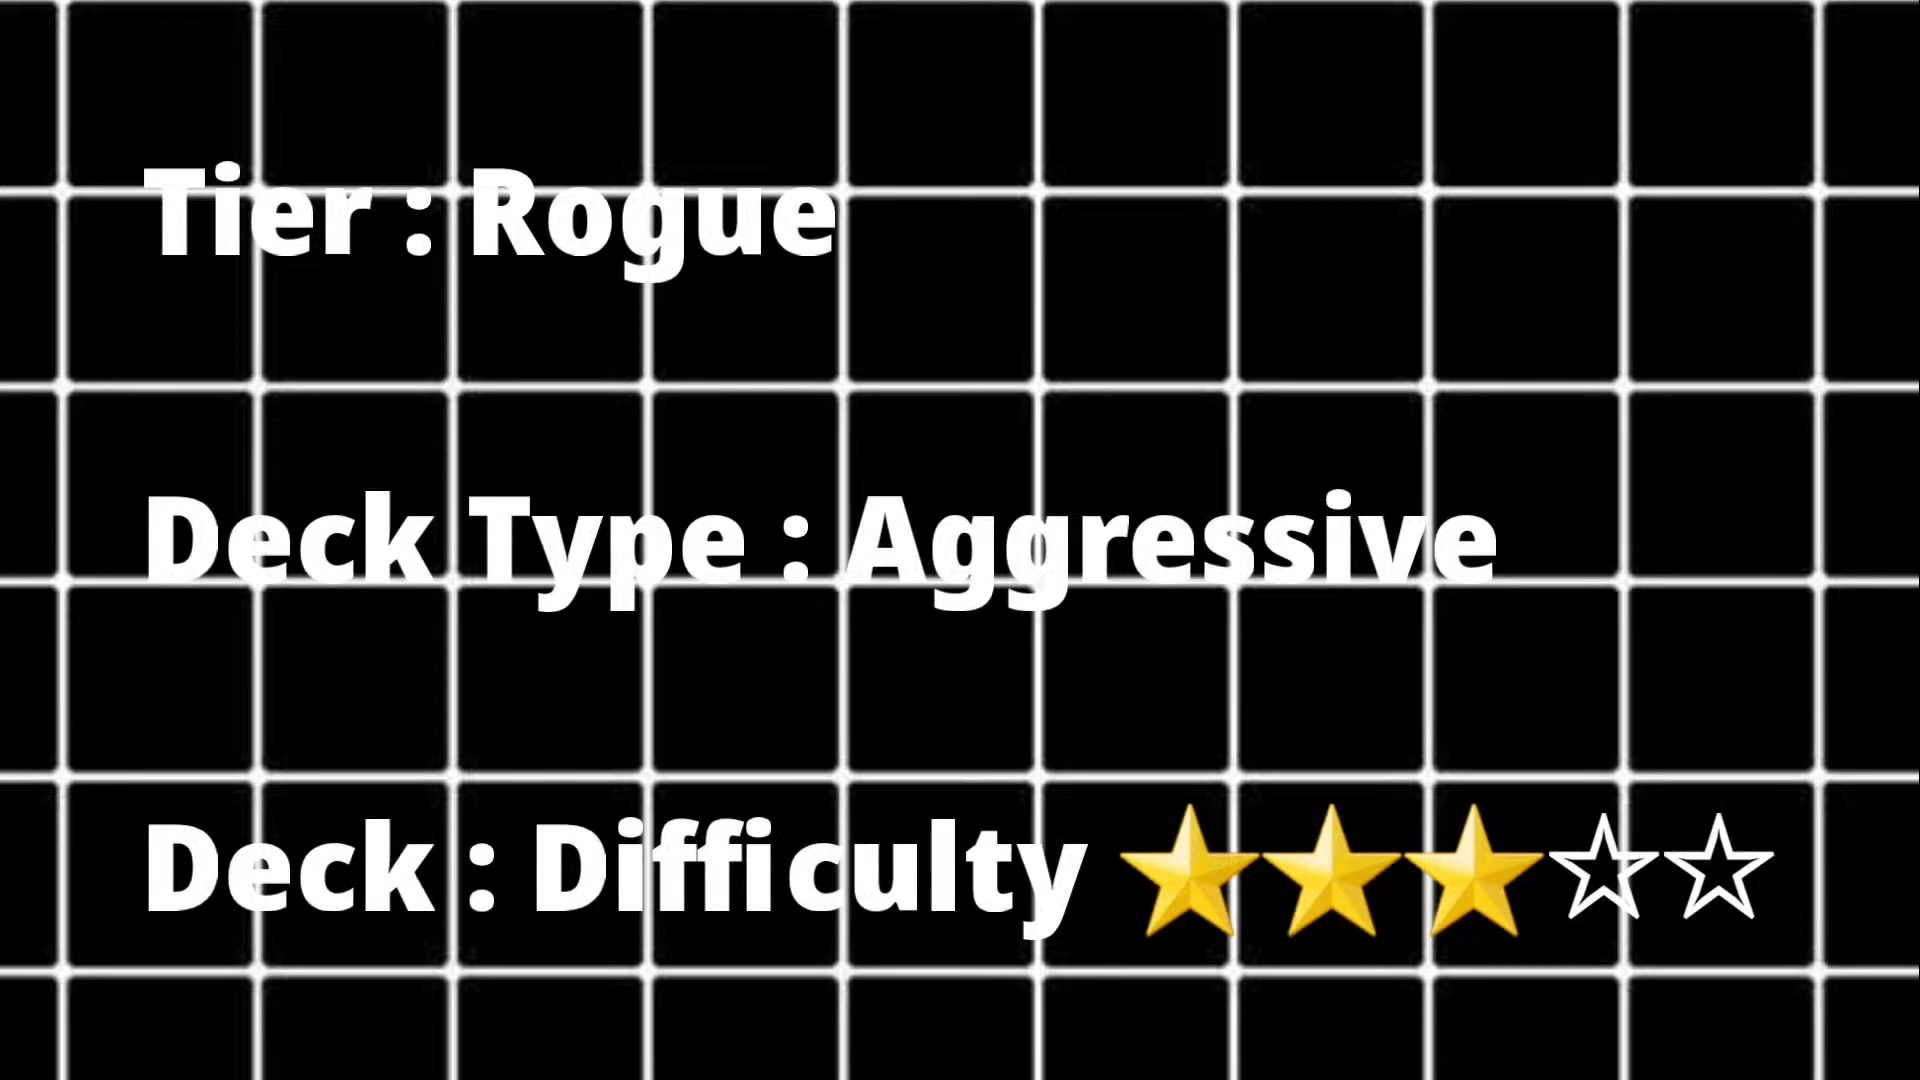 Tier : Rogue
Deck Type : Aggressive
Deck : Difficulty ⭐⭐⭐☆☆